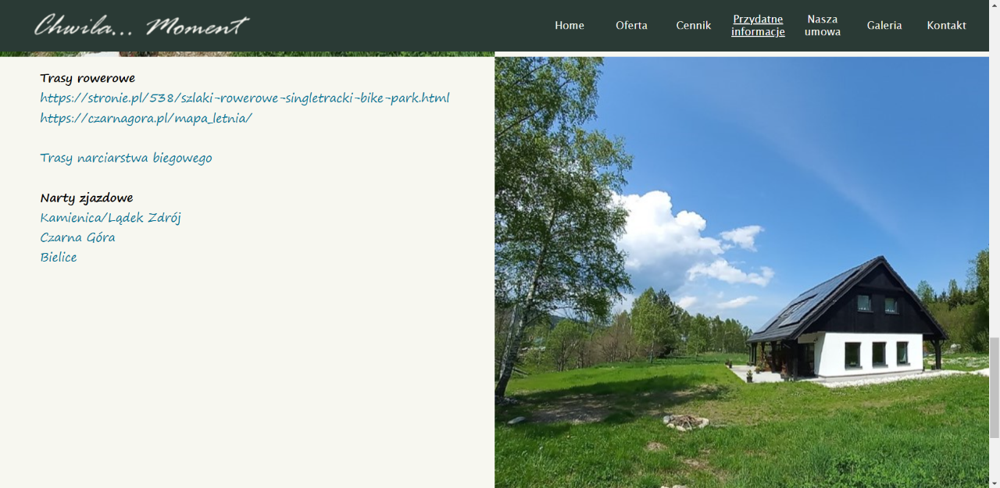 Chwila... Moment
Home
Oferta
Cennik
Przydatne
informacje
Nasza
umowa
Galeria
Kontakt
Trasy rowerowe
https://stronie.pl/538/szlaki-rowerowe-singletracki-bike-park.html
https://czarnagora.pl/mapa_letnia/
Trasy narciarstwa biegowego
Narty zjazdowe
Kamienica/Lądek Zdrój
Czarna Góra
Bielice